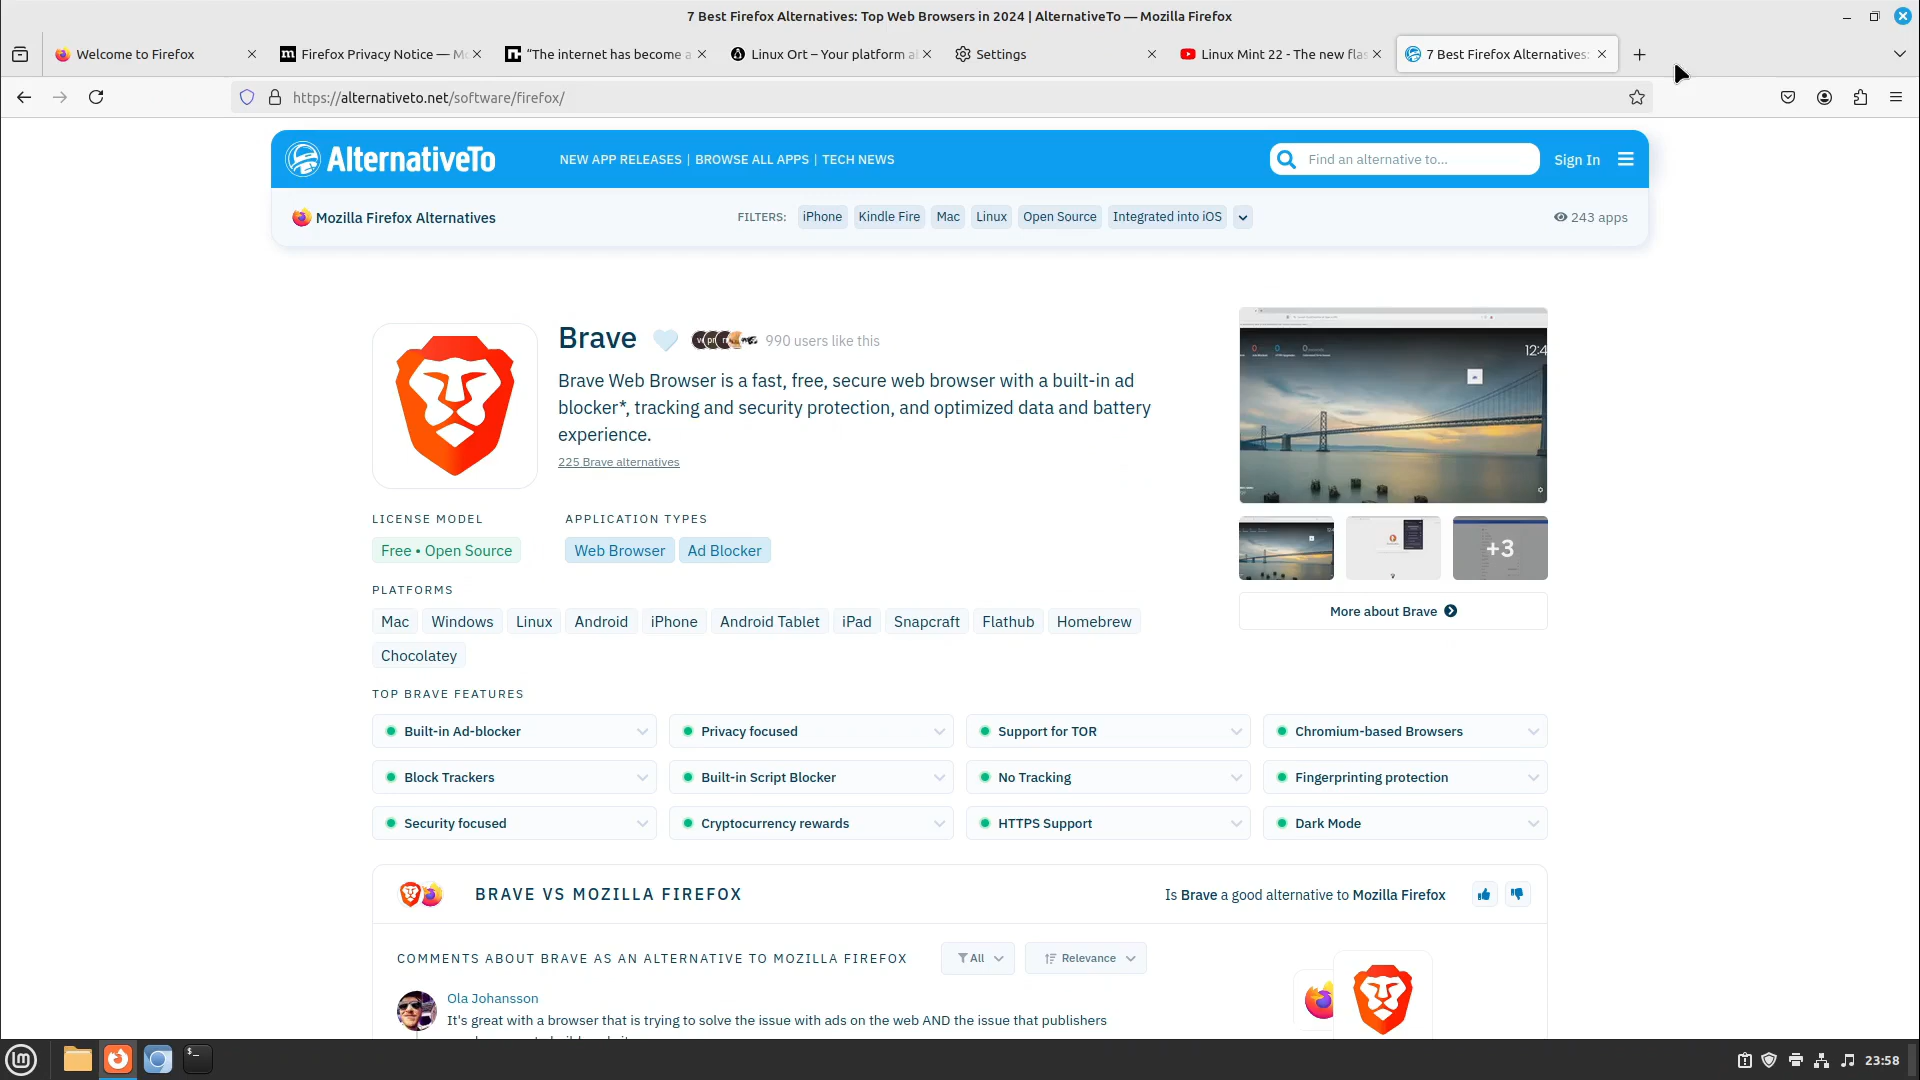 7 Best Firefox Alternatives: Top Web Browsers in 2024 | AlternativeTo — Mozilla Firefox
Welcome to Firefox
Firefox Privacy Notice — Mo
“The internet has become a
Linux Ort – Your platform a
Settings
Linux Mint 22 - The new flas
7 Best Firefox Alternatives:
https://alternativeto.net/software/firefox/
AlternativeTo
NEW APP RELEASES | BROWSE ALL APPS | TECH NEWS
Find an alternative to...
Sign In
Mozilla Firefox Alternatives
FILTERS: iPhone Kindle Fire Mac Linux Open Source Integrated into iOS
243 apps
Brave
990 users like this
Brave Web Browser is a fast, free, secure web browser with a built-in ad
blocker*, tracking and security protection, and optimized data and battery
experience.
225 Brave alternatives
12:4
+3
More about Brave
LICENSE MODEL
Free • Open Source
APPLICATION TYPES
Web Browser Ad Blocker
PLATFORMS
Mac Windows Linux Android iPhone Android Tablet iPad Snapcraft Flathub Homebrew
Chocolatey
TOP BRAVE FEATURES
Built-in Ad-blocker Privacy focused Support for TOR Chromium-based Browsers
Block Trackers Built-in Script Blocker No Tracking Fingerprinting protection
Security focused Cryptocurrency rewards HTTPS Support Dark Mode
BRAVE VS MOZILLA FIREFOX
Is Brave a good alternative to Mozilla Firefox
COMMENTS ABOUT BRAVE AS AN ALTERNATIVE TO MOZILLA FIREFOX
All
Relevance
Ola Johansson
It's great with a browser that is trying to solve the issue with ads on the web AND the issue that publishers
23:58